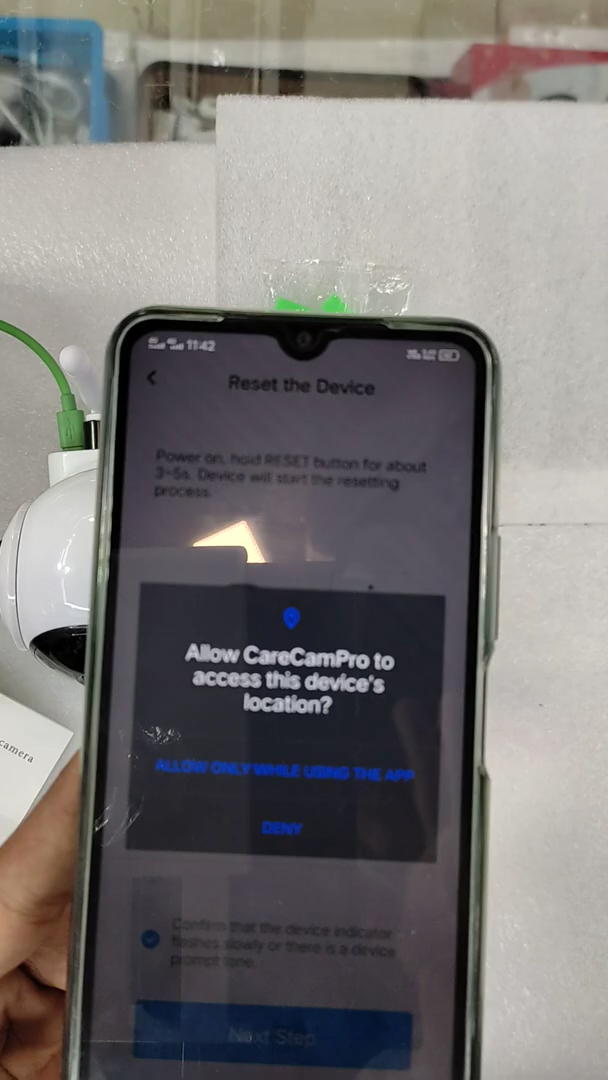 11:42
Reset the Device
Power on, hold RESET button for about
3~5s. Device will start the resetting
process.
Allow CareCamPro to
access this device's
location?
ALLOW ONLY WHILE USING THE APP
DENY
camera
Confirm that the device indicator
flashes slowly or there is a device
prompt tone.
Next Step